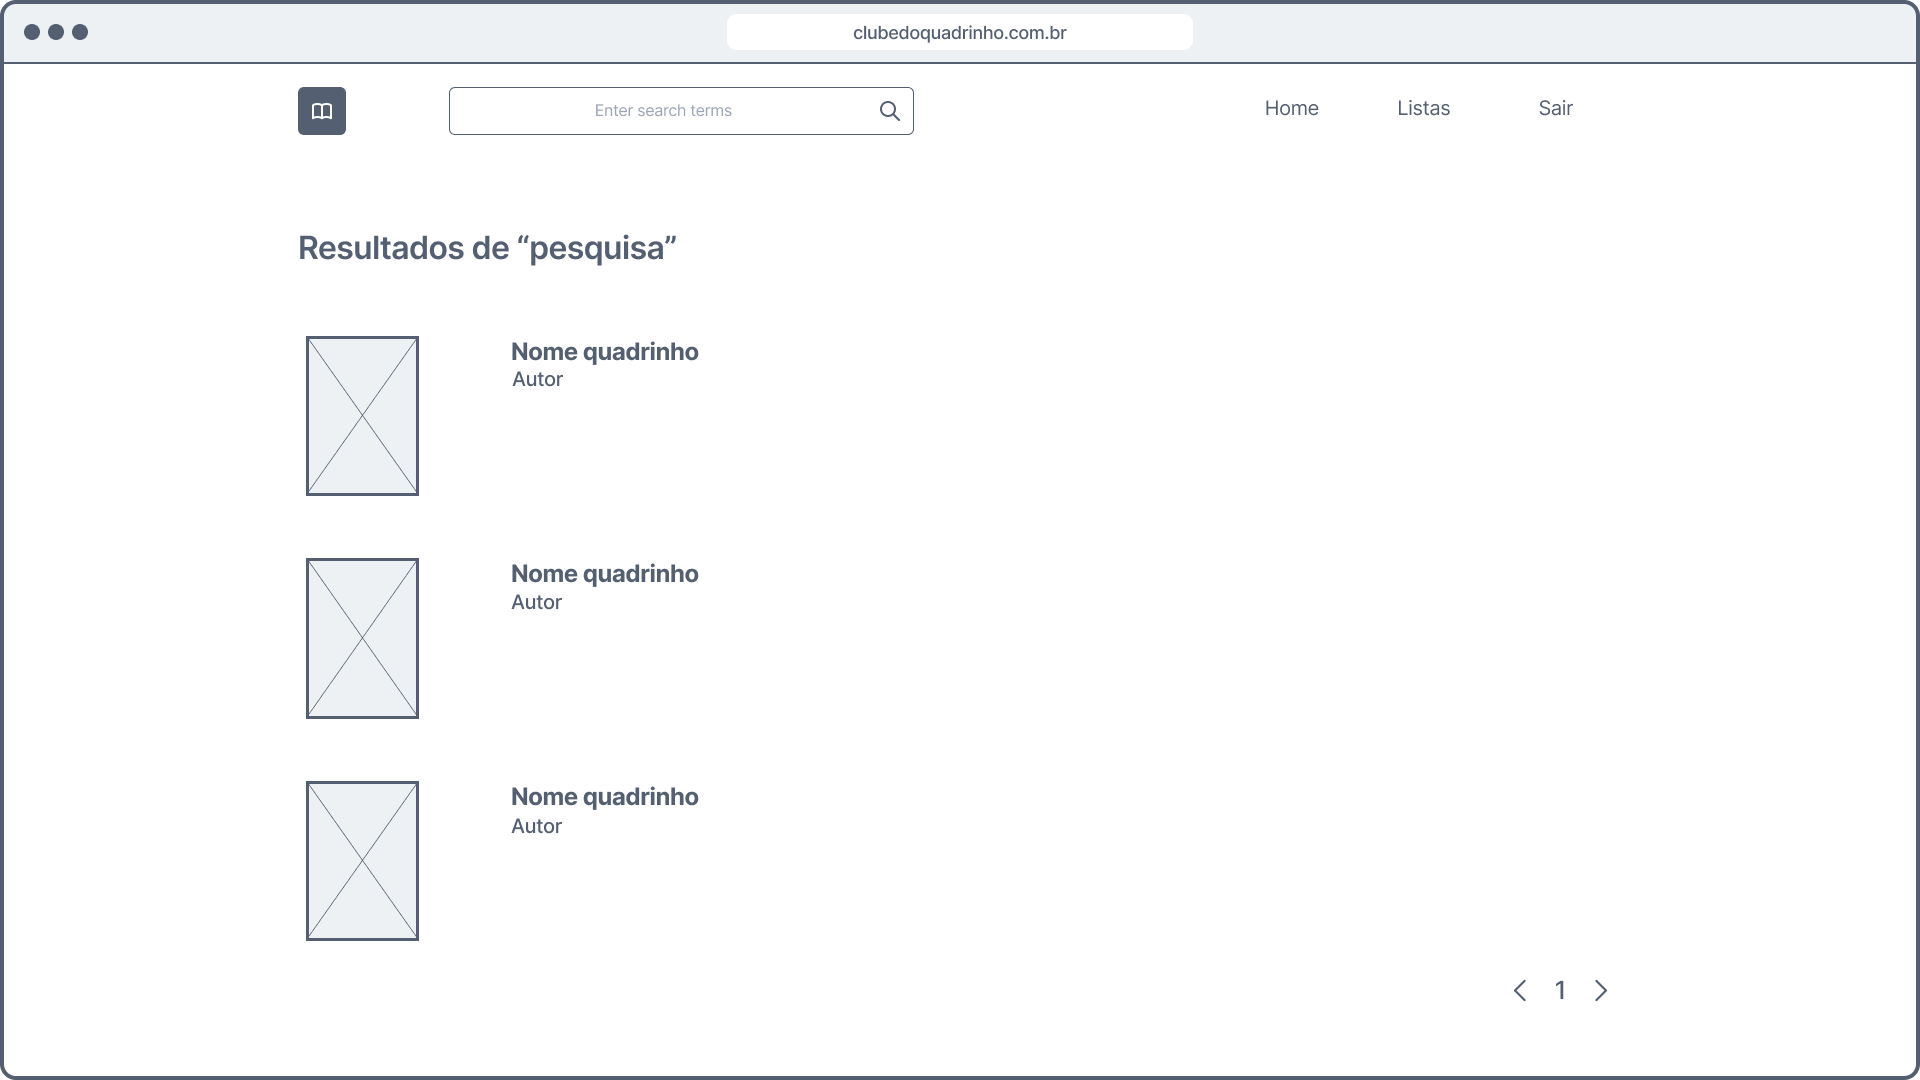 clubedoquadrinho.com.br
Enter search terms
Home
Listas
Sair
Resultados de “pesquisa”
Nome quadrinho
Autor
Nome quadrinho
Autor
Nome quadrinho
Autor
1